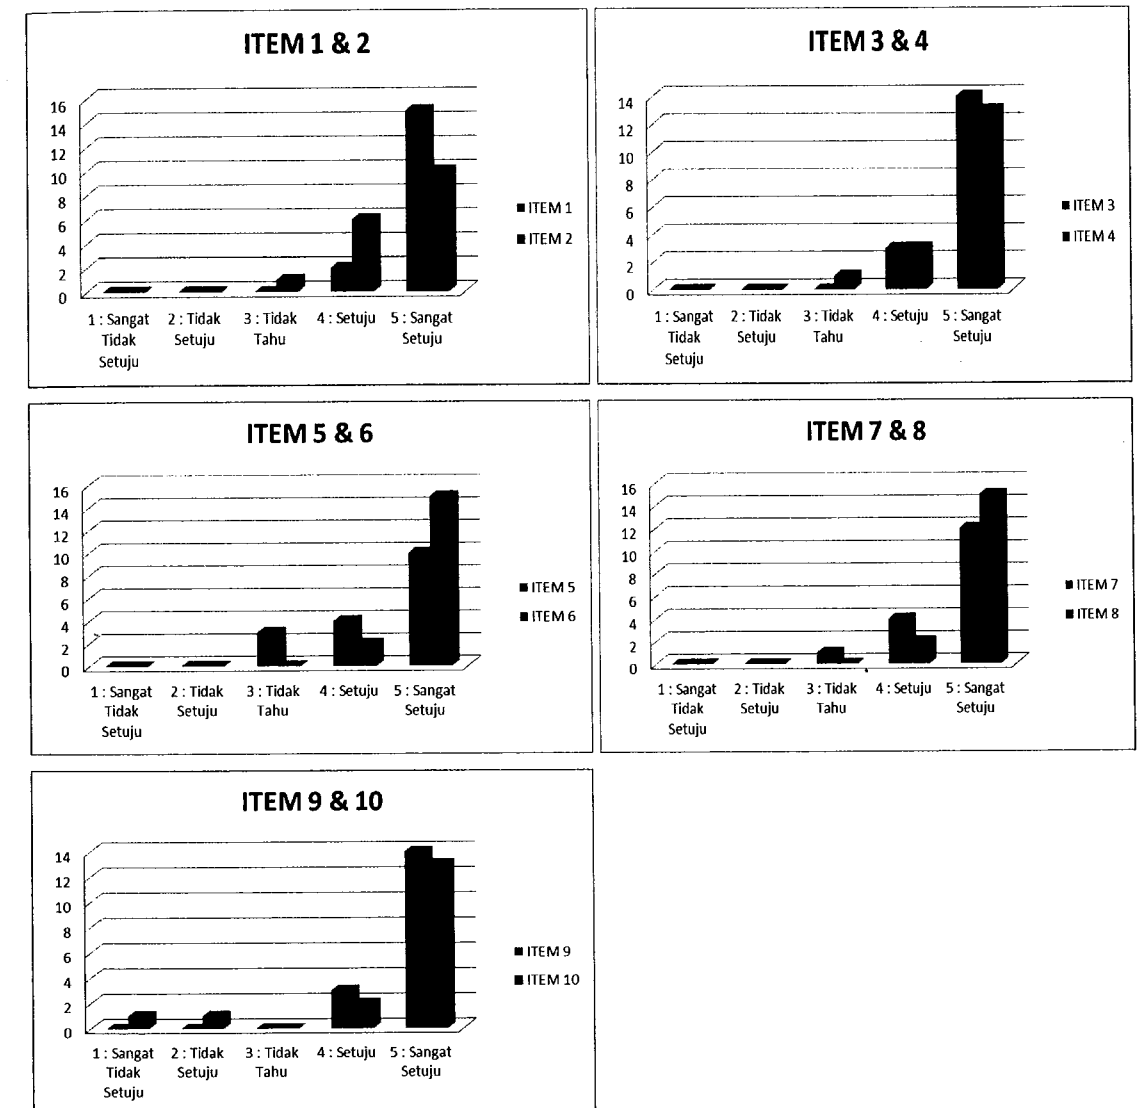 ITEM 1 & 2
16
14
12
10
8
6
4
2
0
1 : Sangat Tidak Setuju
2 : Tidak Setuju
3 : Tidak Tahu
4 : Setuju
5 : Sangat Setuju
ITEM 1
ITEM 2
ITEM 3 & 4
14
12
10
8
6
4
2
0
1 : Sangat Tidak Setuju
2 : Tidak Setuju
3 : Tidak Tahu
4 : Setuju
5 : Sangat Setuju
ITEM 3
ITEM 4
ITEM 5 & 6
16
14
12
10
8
6
4
2
0
1 : Sangat Tidak Setuju
2 : Tidak Setuju
3 : Tidak Tahu
4 : Setuju
5 : Sangat Setuju
ITEM 5
ITEM 6
ITEM 7 & 8
16
14
12
10
8
6
4
2
0
1 : Sangat Tidak Setuju
2 : Tidak Setuju
3 : Tidak Tahu
4 : Setuju
5 : Sangat Setuju
ITEM 7
ITEM 8
ITEM 9 & 10
14
12
10
8
6
4
2
0
1 : Sangat Tidak Setuju
2 : Tidak Setuju
3 : Tidak Tahu
4 : Setuju
5 : Sangat Setuju
ITEM 9
ITEM 10